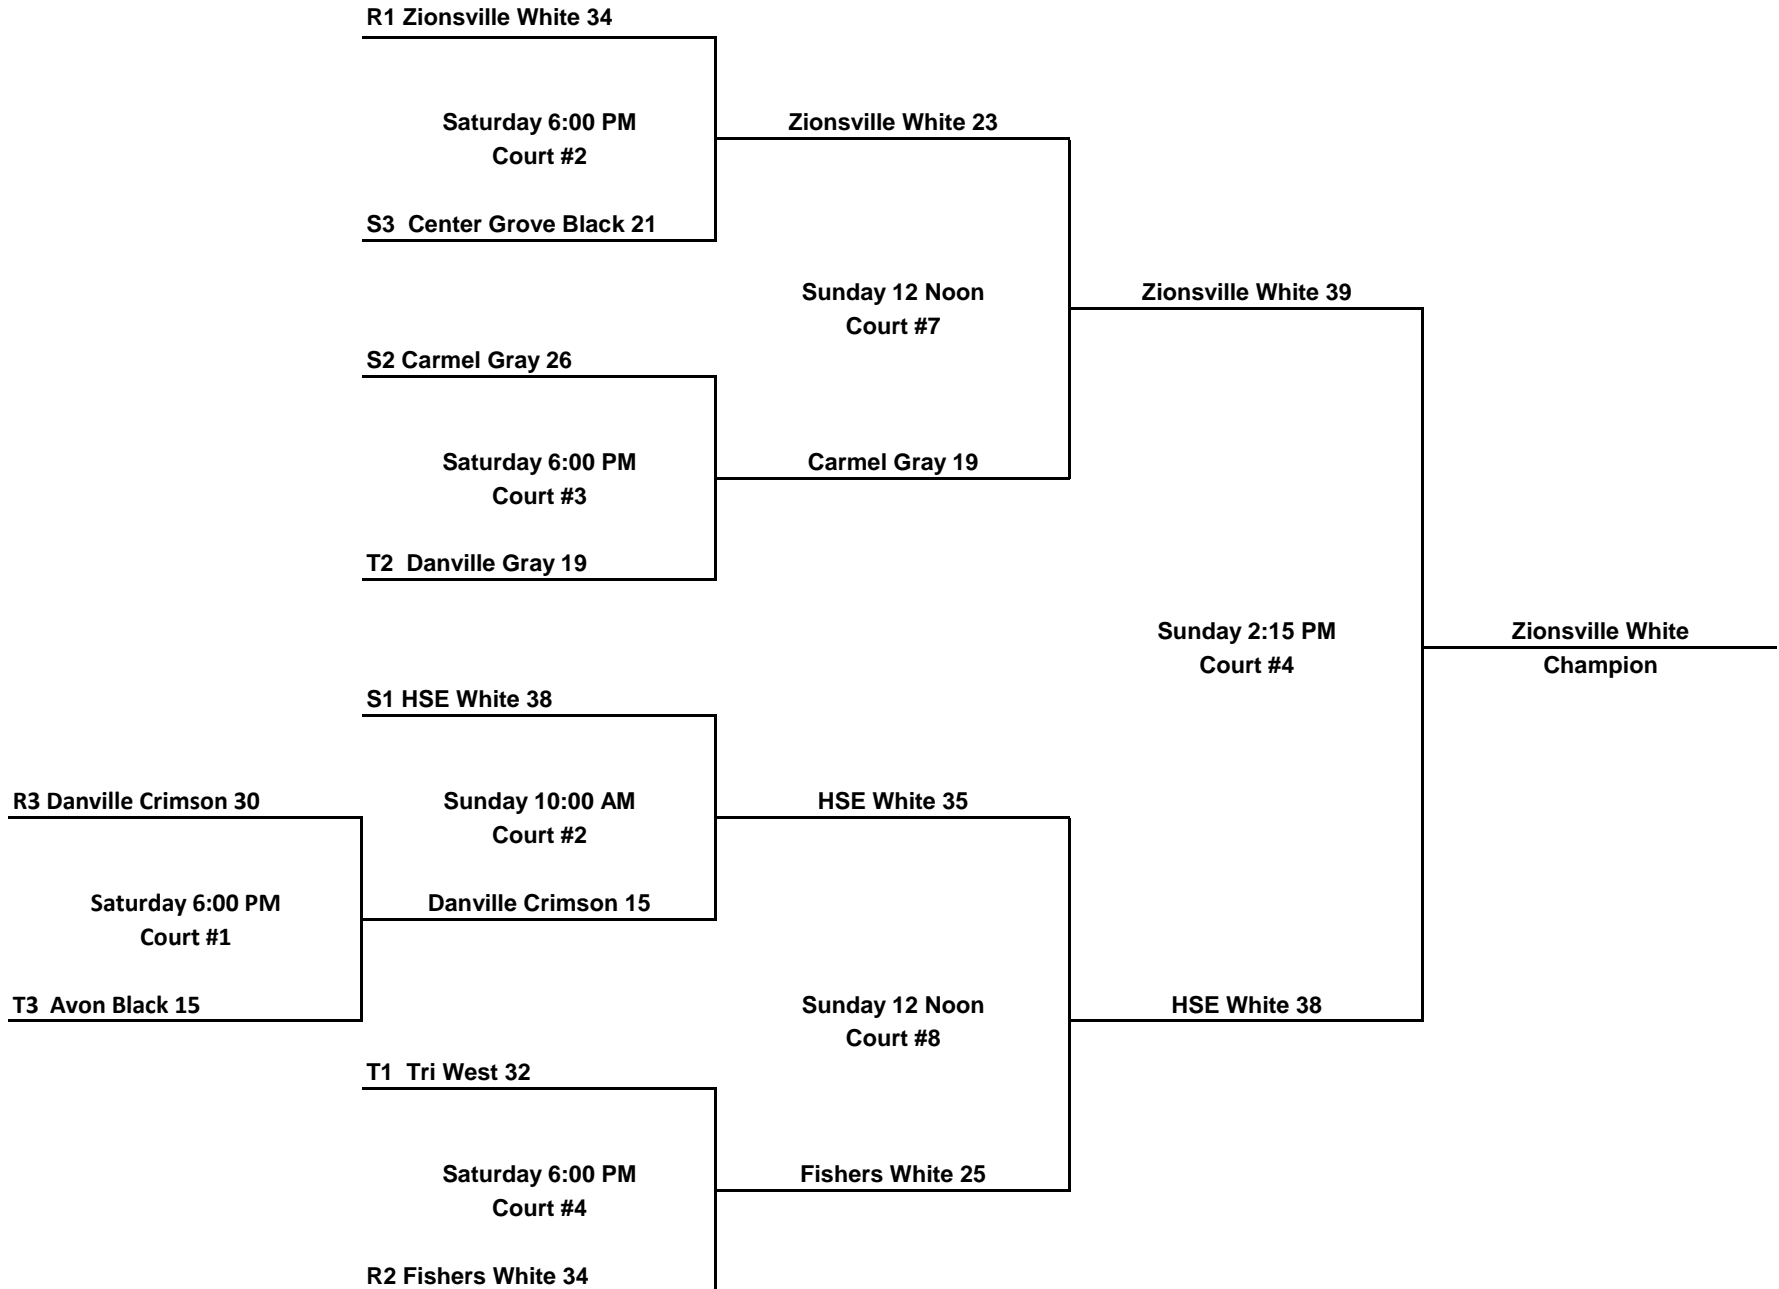 R1 Zionsville White 34
Saturday 6:00 PM
Court #2
Zionsville White 23
S3  Center Grove Black 21
Sunday 12 Noon
Court #7
Zionsville White 39
S2 Carmel Gray 26
Saturday 6:00 PM
Court #3
Carmel Gray 19
T2  Danville Gray 19
Sunday 2:15 PM
Court #4
Zionsville White
Champion
S1 HSE White 38
R3 Danville Crimson 30
Sunday 10:00 AM
Court #2
HSE White 35
Saturday 6:00 PM
Court #1
Danville Crimson 15
T3  Avon Black 15
Sunday 12 Noon
Court #8
HSE White 38
T1  Tri West 32
Saturday 6:00 PM
Court #4
Fishers White 25
R2 Fishers White 34